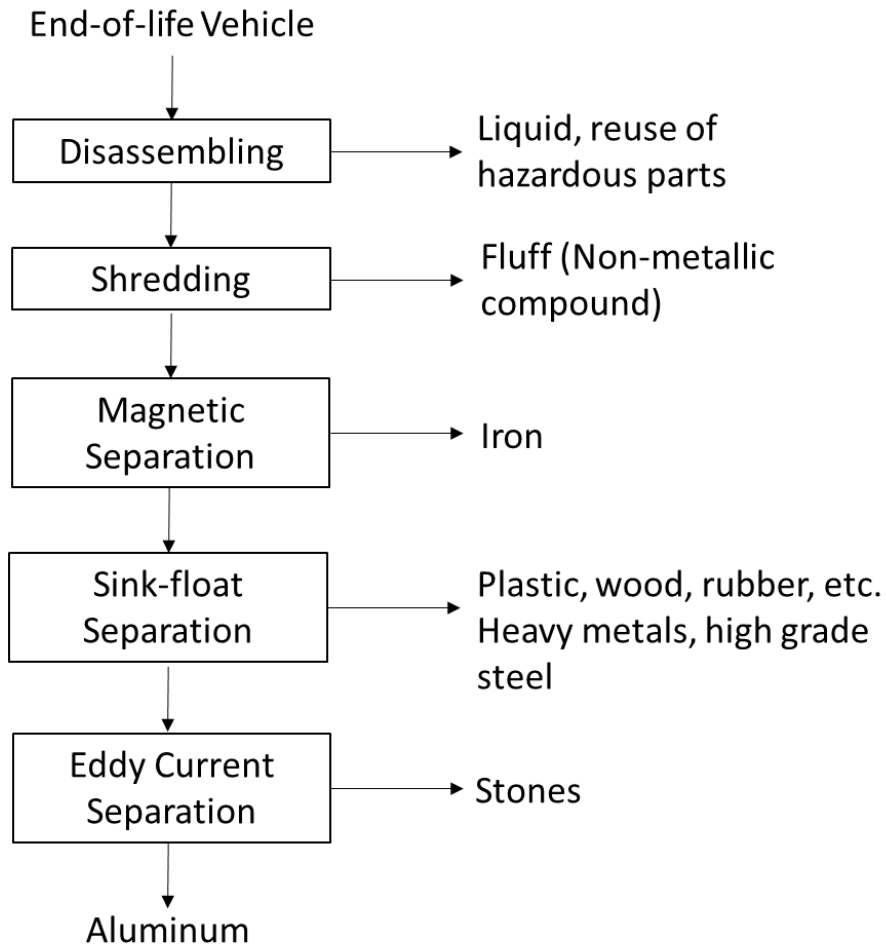 End-of-life Vehicle
Disassembling
Liquid, reuse of
hazardous parts
Shredding
Fluff (Non-metallic
compound)
Magnetic
Separation
Iron
Sink-float
Separation
Plastic, wood, rubber, etc.
Heavy metals, high grade
steel
Eddy Current
Separation
Stones
Aluminum